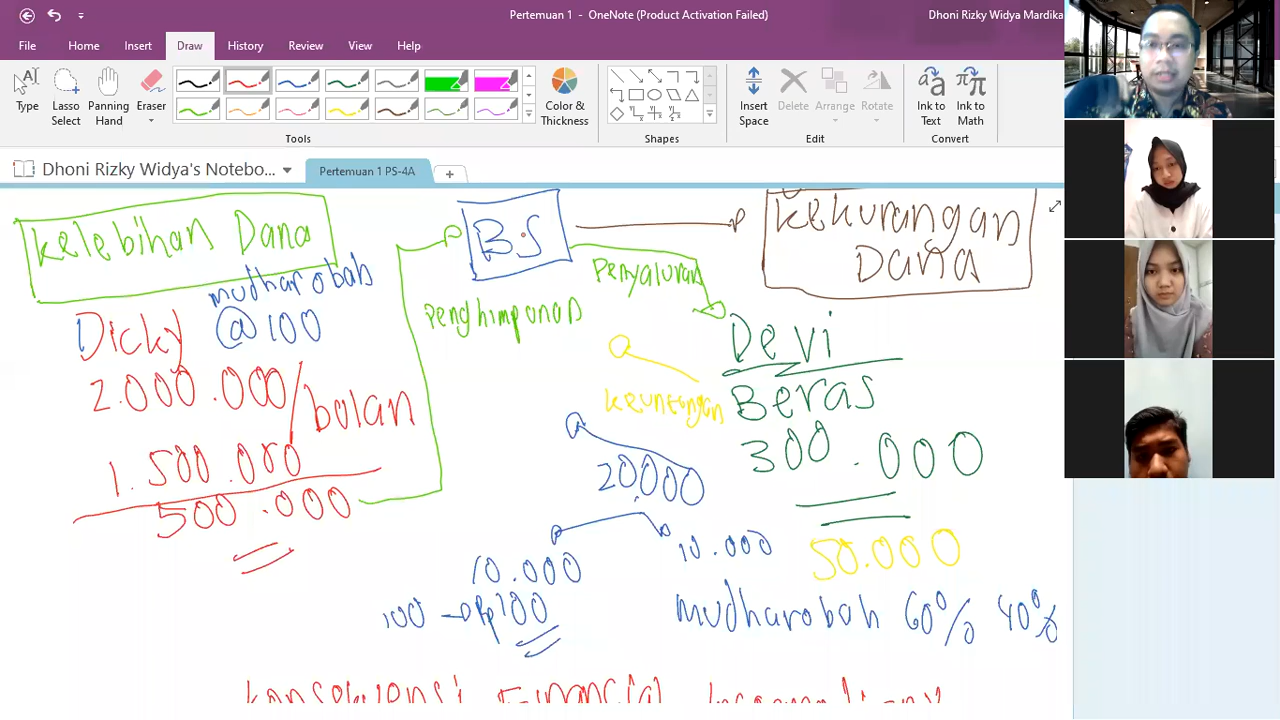 Pertemuan 1 - OneNote (Product Activation Failed)
Dhoni Rizky Widya Mardika
File Home Insert Draw History Review View Help
Type
Lasso Select
Panning Hand
Eraser
Color & Thickness
Insert Space
Delete
Arrange
Rotate
Ink to Text
Ink to Math
Tools
Shapes
Edit
Convert
Dhoni Rizky Widya's Notebo...
Pertemuan 1 PS-4A
Kelebihan Dana
BS
Kekurangan Dana
mudharobah
Penyaluran
Penghimpunan
Dicky @100
Devi
2.000.000/bulan
Keuntungan
Beras
1.500.000
300.000
20.000
500.000
10.000
10.000
50.000
100 → Rp 100
mudharobah 60% 40%